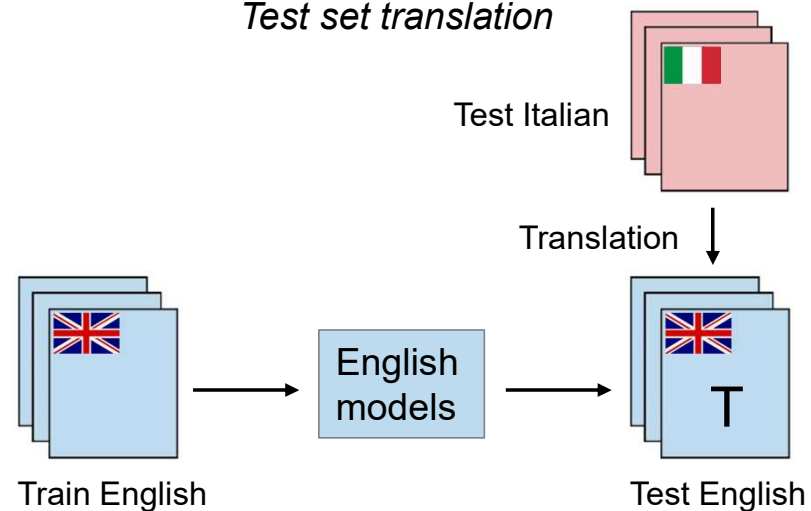 Test set translation
Test Italian
Translation
English
models
T
Train English
Test English